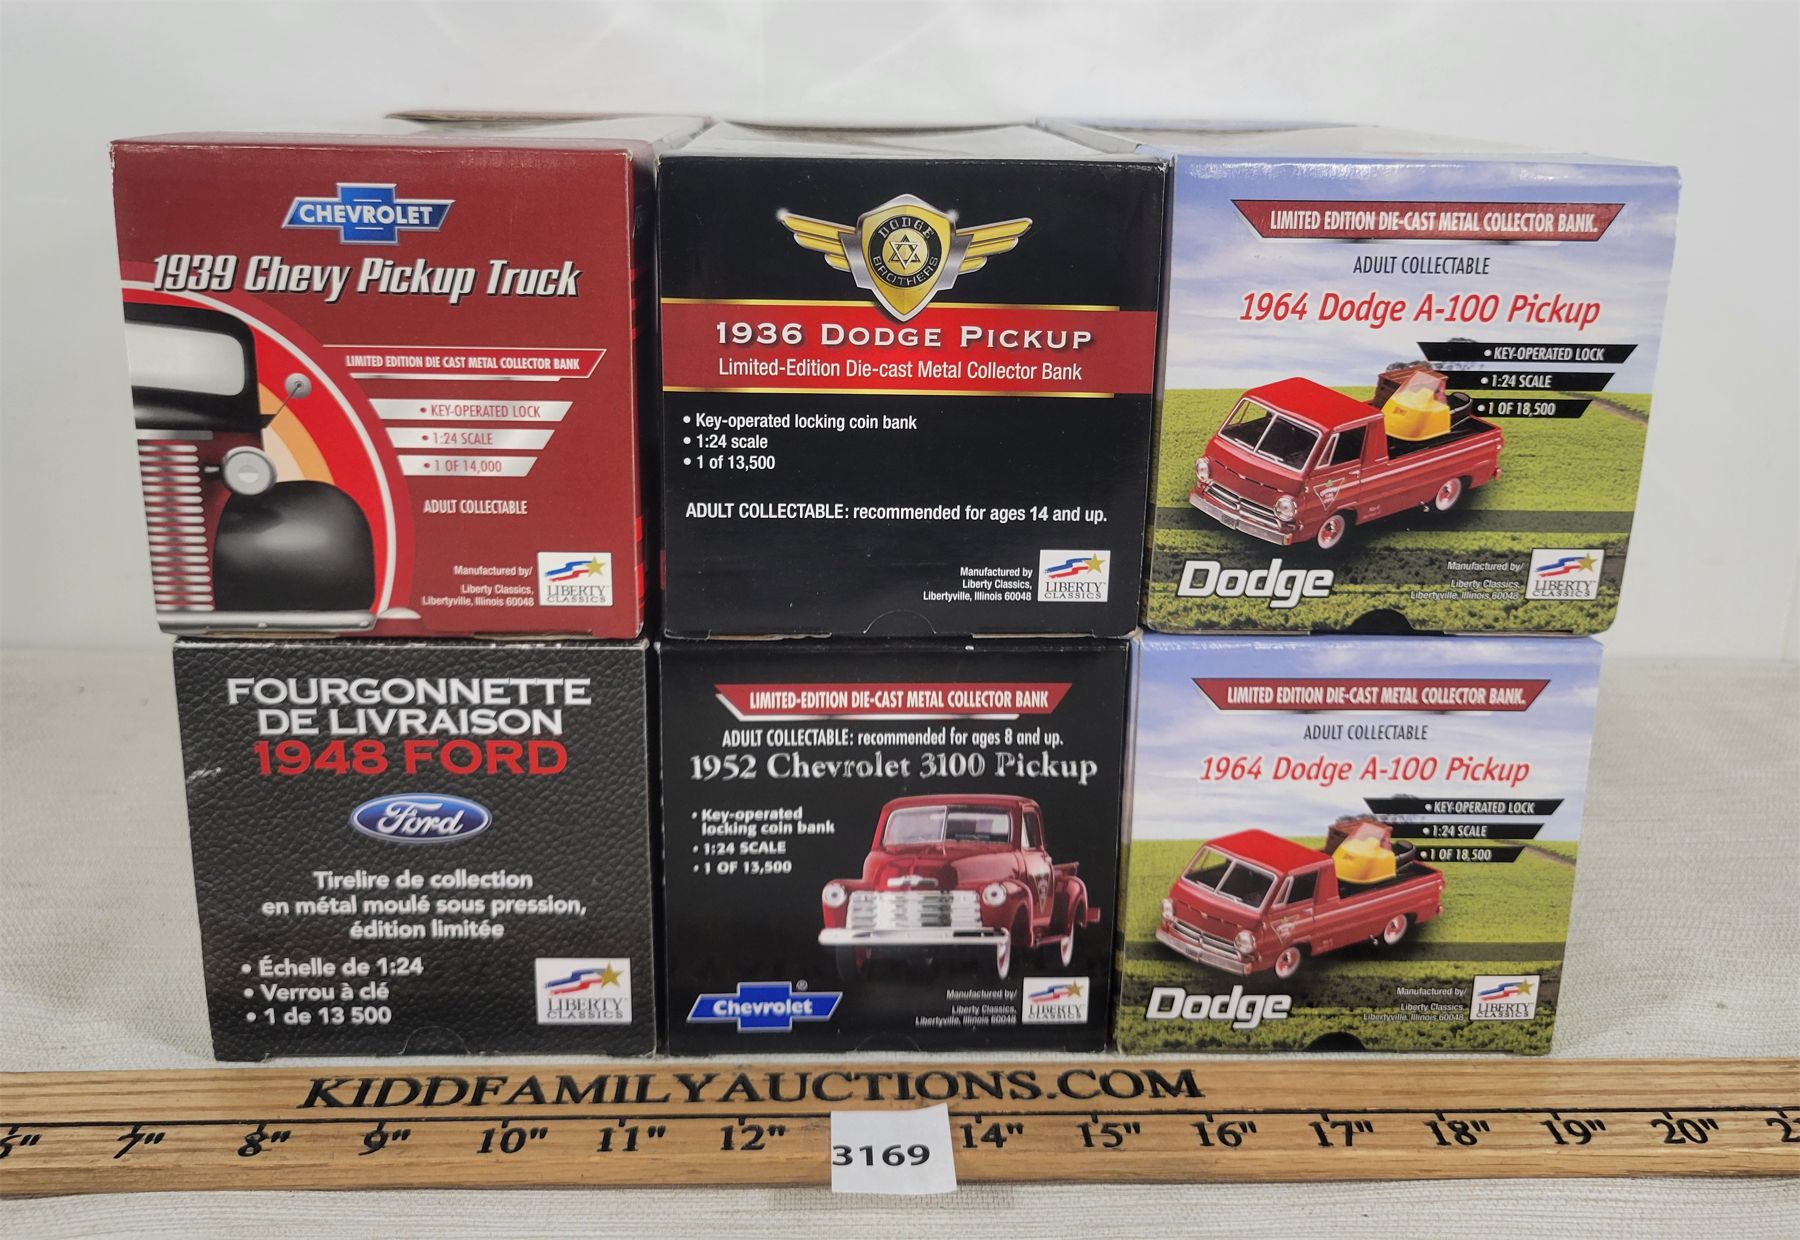 CHEVROLET
1939 Chevy Pickup Truck
LIMITED EDITION DIE CAST METAL COLLECTOR BANK
• KEY-OPERATED LOCK
• 1:24 SCALE
• 1 OF 14,000
ADULT COLLECTABLE
Manufactured by/
Liberty Classics,
Libertyville, Illinois 60048
LIBERTY
CLASSICS
DODGE
BROTHERS
1936 DODGE PICKUP
Limited-Edition Die-cast Metal Collector Bank
• Key-operated locking coin bank
• 1:24 scale
• 1 of 13,500
ADULT COLLECTABLE: recommended for ages 14 and up.
Manufactured by
Liberty Classics,
Libertyville, Illinois 60048
LIBERTY
CLASSICS
LIMITED EDITION DIE-CAST METAL COLLECTOR BANK.
ADULT COLLECTABLE
1964 Dodge A-100 Pickup
• KEY-OPERATED LOCK
• 1:24 SCALE
• 1 OF 18,500
Dodge
Manufactured by/
Liberty Classics,
Libertyville, Illinois 60048
LIBERTY
CLASSICS
FOURGONNETTE
DE LIVRAISON
1948 FORD
Ford
Tirelire de collection
en métal moulé sous pression,
édition limitée
• Échelle de 1:24
• Verrou à clé
• 1 de 13 500
LIBERTY
CLASSICS
LIMITED-EDITION DIE-CAST METAL COLLECTOR BANK
ADULT COLLECTABLE: recommended for ages 8 and up.
1952 Chevrolet 3100 Pickup
• Key-operated
locking coin bank
• 1:24 SCALE
• 1 OF 13,500
Chevrolet ®
Manufactured by/
Liberty Classics,
Libertyville, Illinois 60048
LIBERTY
CLASSICS
LIMITED EDITION DIE-CAST METAL COLLECTOR BANK.
ADULT COLLECTABLE
1964 Dodge A-100 Pickup
• KEY-OPERATED LOCK
• 1:24 SCALE
• 1 OF 18,500
Dodge
Manufactured by/
Liberty Classics,
Libertyville, Illinois 60048
LIBERTY
CLASSICS
KIDDFAMILYAUCTIONS.COM
7" 8" 9" 10" 11" 12" 14" 15" 16" 17" 18" 19" 20"
3169